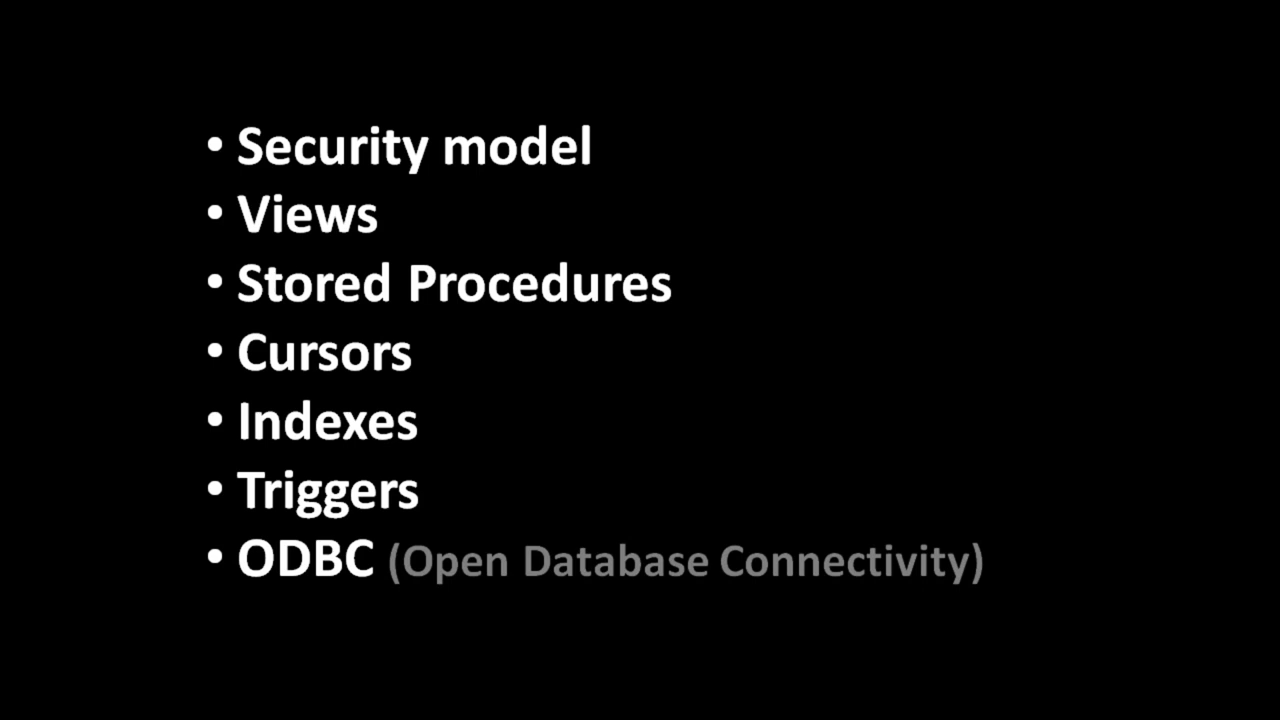 • Security model
• Views
• Stored Procedures
• Cursors
• Indexes
• Triggers
• ODBC (Open Database Connectivity)